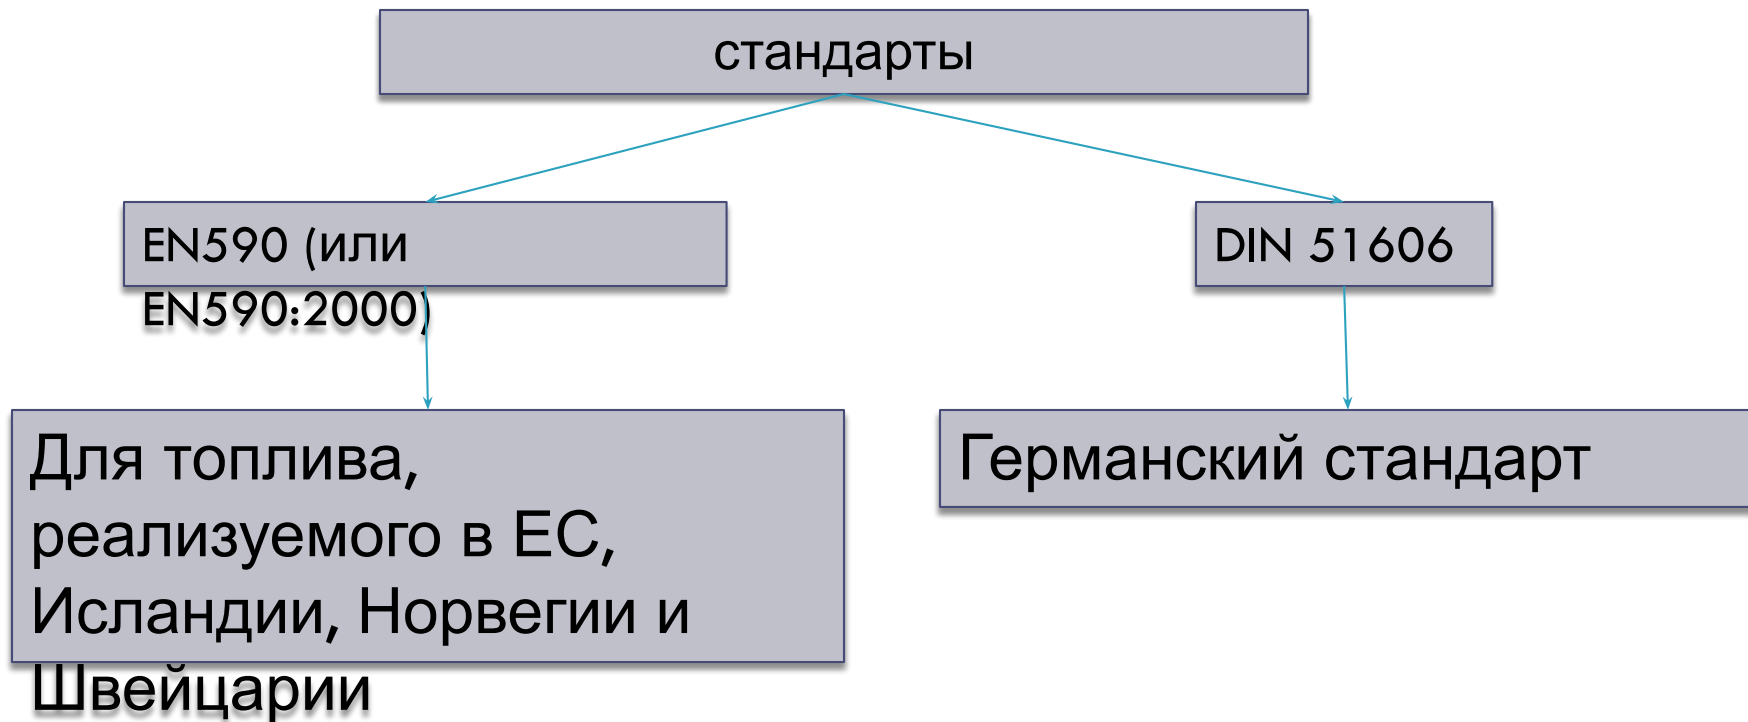 стандарты
EN590 (или
EN590:2000)
DIN 51606
Для топлива,
реализуемого в ЕС,
Исландии, Норвегии и
Швейцарии
Германский стандарт